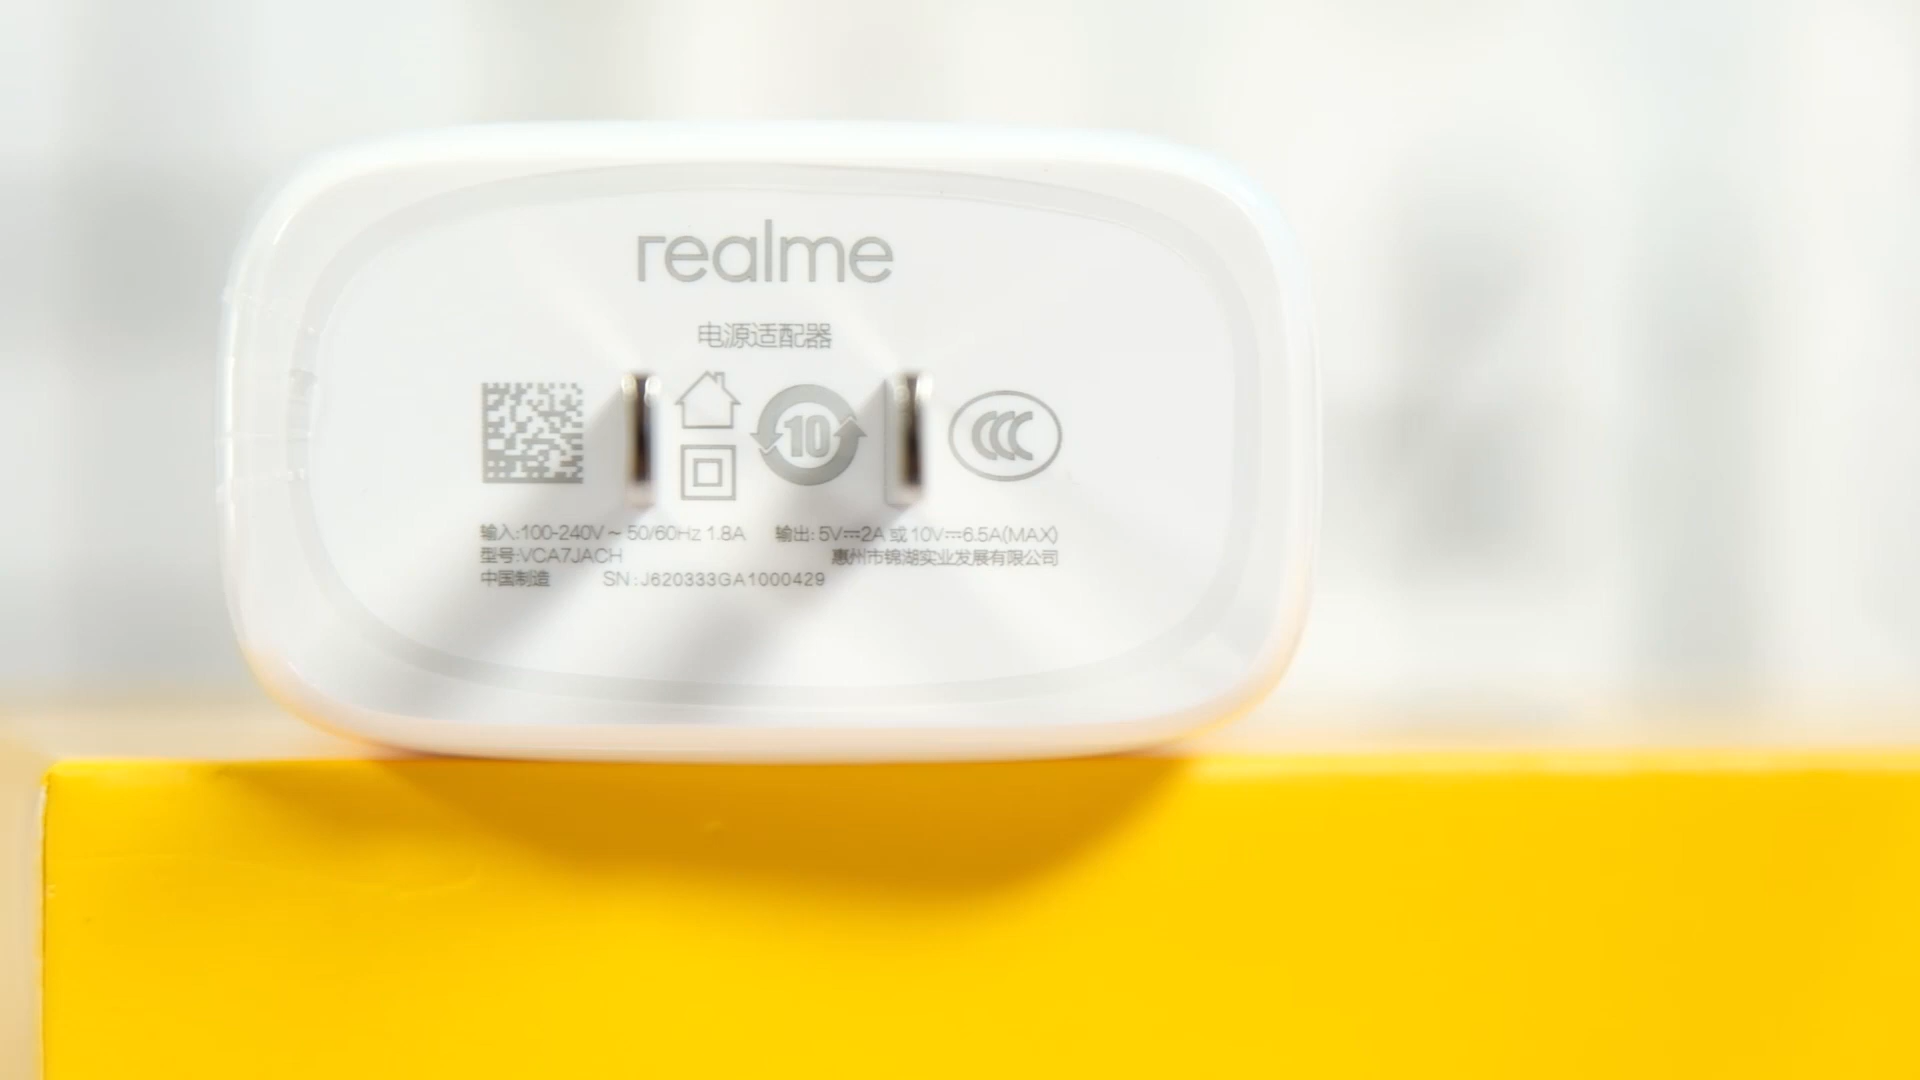 realme
电源适配器
10
输入:100-240V ~ 50/60Hz 1.8A 输出: 5V⎓2A 或 10V⎓6.5A(MAX)
型号:VCA7JACH 惠州市锦湖实业发展有限公司
中国制造 SN:J620333GA1000429